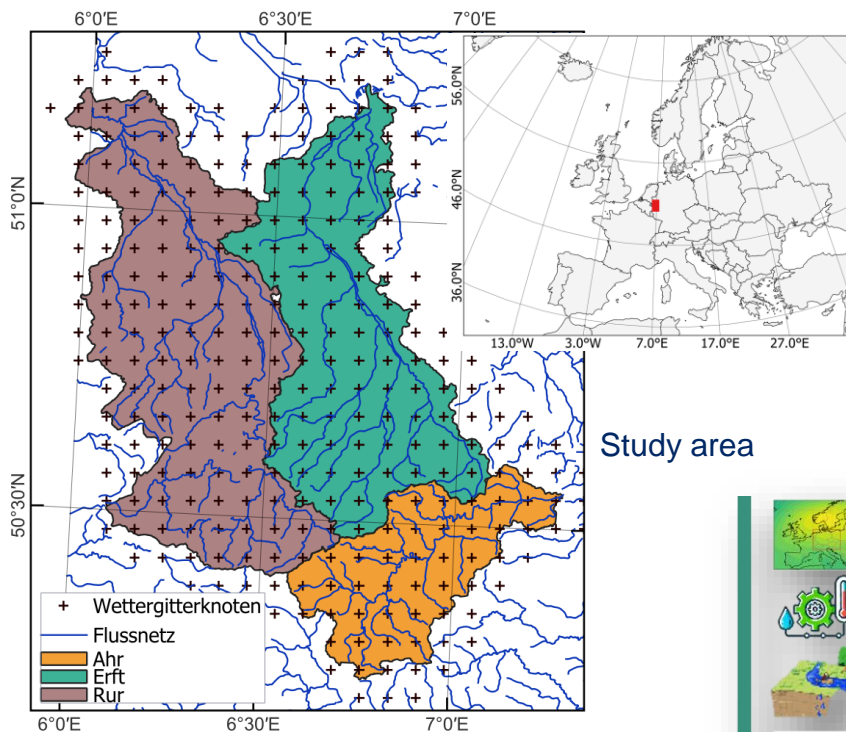 6°0'E
6°30'E
7°0'E
51°0'N
50°30'N
56.0°N
46.0°N
36.0°N
13.0°W
3.0°W
7.0°E
17.0°E
27.0°E
Study area
Wettergitterknoten
Flussnetz
Ahr
Erft
Rur
6°0'E
6°30'E
7°0'E